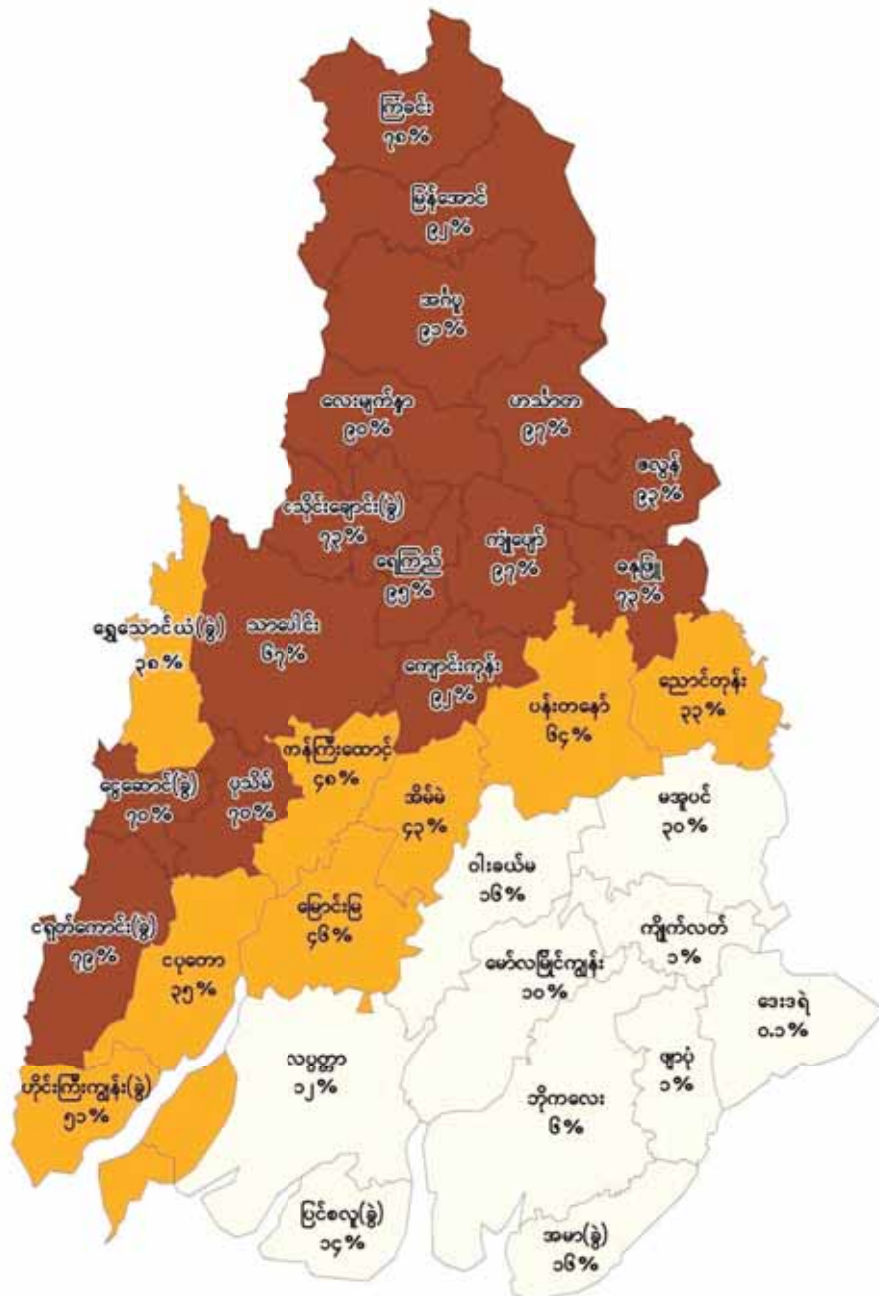 ကြံခင်း
၇၈%
မြန်အောင်
၉၂%
အင်္ဂပူ
၉၁%
လေးမျက်နှာ
၉၀%
ဟင်္သာတ
၉၇%
ဇလွန်
၉၃%
ငသိုင်းချောင်း(ခွဲ)
၇၃%
ရေကြည်
၉၅%
ကျုံပျော်
၉၇%
ဓနုဖြူ
၇၃%
ရွှေသောင်ယံ(ခွဲ)
၃၈%
သာပေါင်း
၆၇%
ကျောင်းကုန်း
၉၂%
ပန်းတနော်
၆၄%
ညောင်တုန်း
၃၃%
ကန်ကြီးထောင့်
၄၈%
ငွေဆောင်(ခွဲ)
၇၀%
ပုသိမ်
၇၀%
အိမ်မဲ
၄၃%
မအူပင်
၃၀%
ဝါးခယ်မ
၁၆%
မြောင်းမြ
၄၆%
ငရုတ်ကောင်း(ခွဲ)
၇၉%
ငပုတော
၃၅%
ကျိုက်လတ်
၁%
မော်လမြိုင်ကျွန်း
၁၀%
ဒေးဒရဲ
၀.၁%
ဟိုင်းကြီးကျွန်း(ခွဲ)
၅၁%
လပွတ္တာ
၁၂%
ဖျာပုံ
၁%
ဘိုကလေး
၆%
ပြင်စလူ(ခွဲ)
၁၄%
အမာ(ခွဲ)
၁၆%